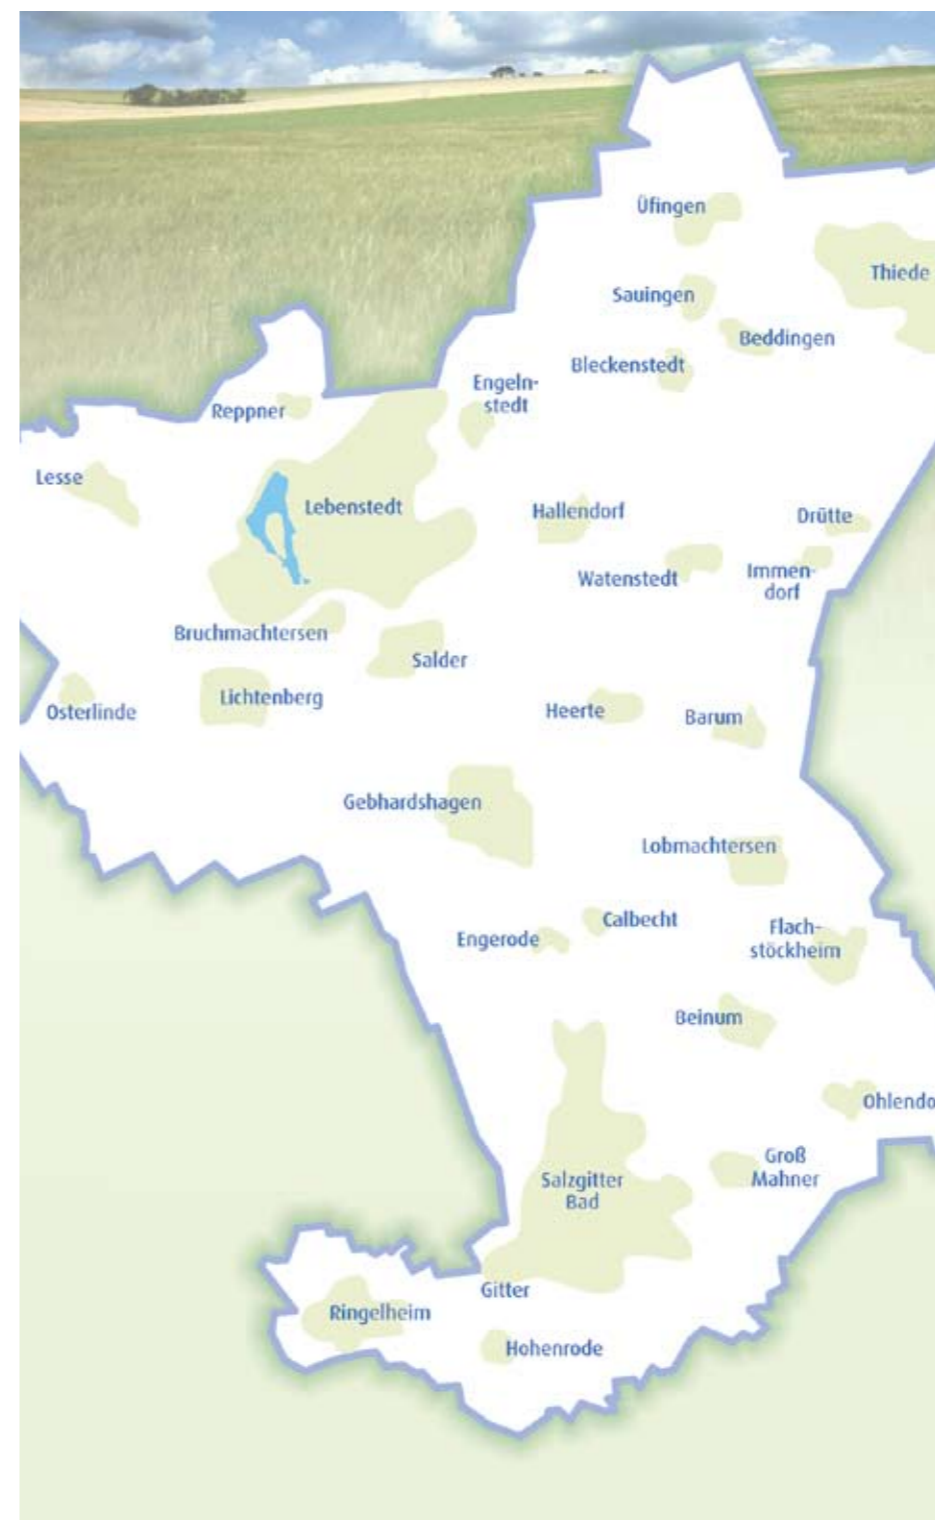 Üfingen
Thiede
Sauingen
Beddingen
Bleckenstedt
Engeln-
stedt
Reppner
Lesse
Lebenstedt
Hallendorf
Drütte
Watenstedt
Immen-
dorf
Bruchmachtersen
Salder
Lichtenberg
Osterlinde
Heerte
Barum
Gebhardshagen
Lobmachtersen
Calbecht
Engerode
Flach-
stöckheim
Beinum
Ohlendo
Groß
Mahner
Salzgitter
Bad
Gitter
Ringelheim
Hohenrode